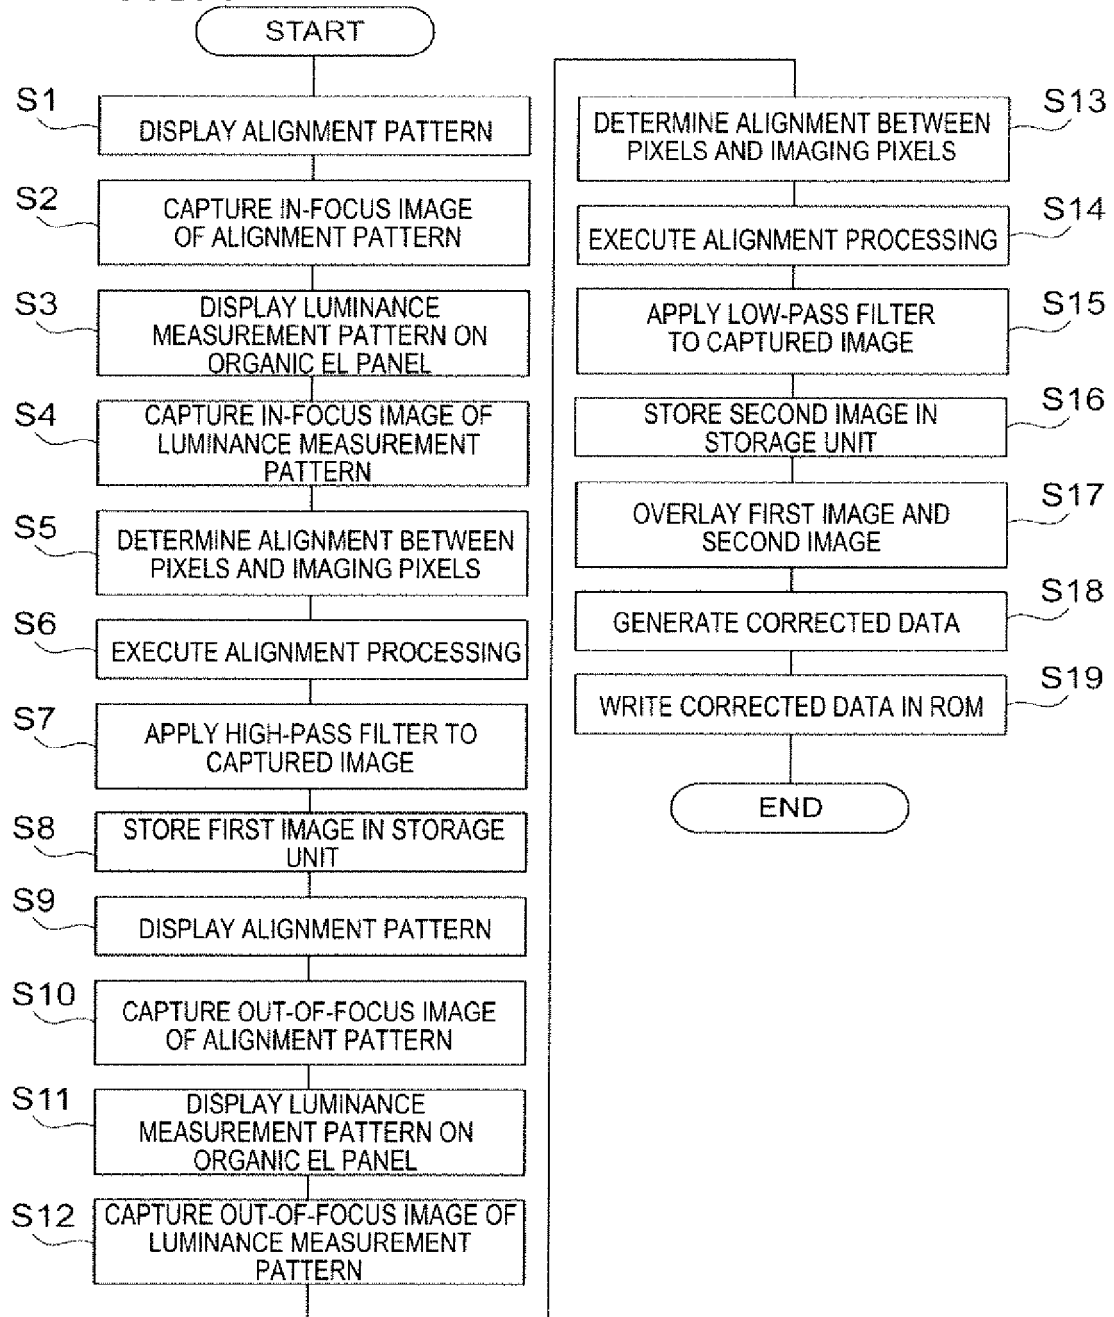 START
S1
DISPLAY ALIGNMENT PATTERN
S2
CAPTURE IN-FOCUS IMAGE
OF ALIGNMENT PATTERN
S3
DISPLAY LUMINANCE
MEASUREMENT PATTERN ON
ORGANIC EL PANEL
S4
CAPTURE IN-FOCUS IMAGE OF
LUMINANCE MEASUREMENT
PATTERN
S5
DETERMINE ALIGNMENT BETWEEN
PIXELS AND IMAGING PIXELS
S6
EXECUTE ALIGNMENT PROCESSING
S7
APPLY HIGH-PASS FILTER TO
CAPTURED IMAGE
S8
STORE FIRST IMAGE IN STORAGE
UNIT
S9
DISPLAY ALIGNMENT PATTERN
S10
CAPTURE OUT-OF-FOCUS IMAGE
OF ALIGNMENT PATTERN
S11
DISPLAY LUMINANCE
MEASUREMENT PATTERN ON
ORGANIC EL PANEL
S12
CAPTURE OUT-OF-FOCUS IMAGE OF
LUMINANCE MEASUREMENT
PATTERN
S13
DETERMINE ALIGNMENT BETWEEN
PIXELS AND IMAGING PIXELS
S14
EXECUTE ALIGNMENT PROCESSING
S15
APPLY LOW-PASS FILTER
TO CAPTURED IMAGE
S16
STORE SECOND IMAGE IN
STORAGE UNIT
S17
OVERLAY FIRST IMAGE AND
SECOND IMAGE
S18
GENERATE CORRECTED DATA
S19
WRITE CORRECTED DATA IN ROM
END